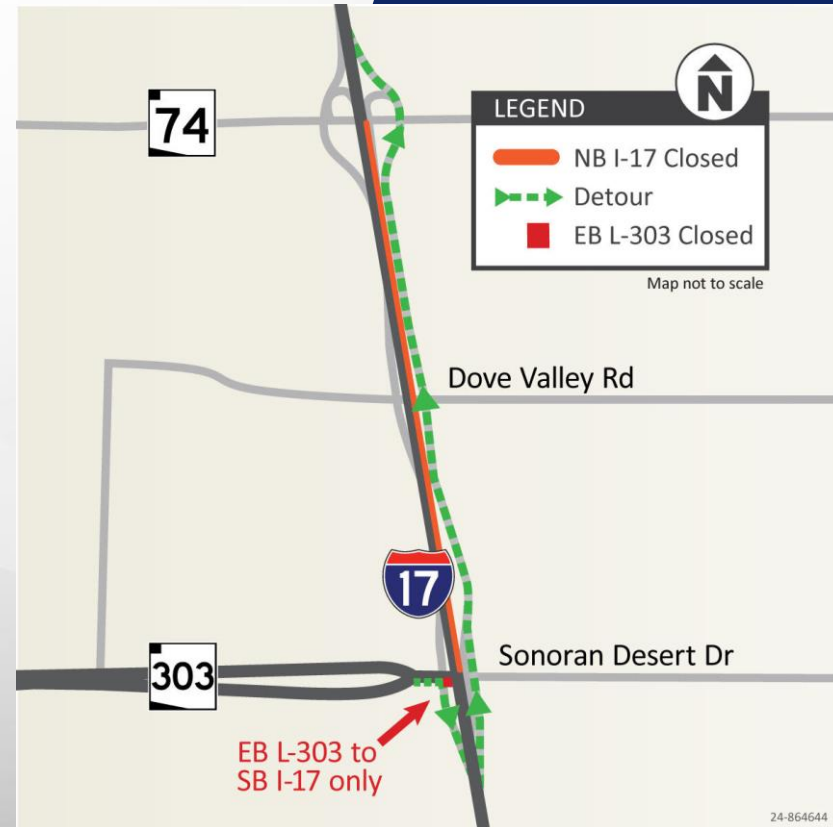 74
N
LEGEND
NB I-17 Closed
Detour
EB L-303 Closed
Map not to scale
Dove Valley Rd
17
Sonoran Desert Dr
303
EB L-303 to
SB I-17 only
24-864644